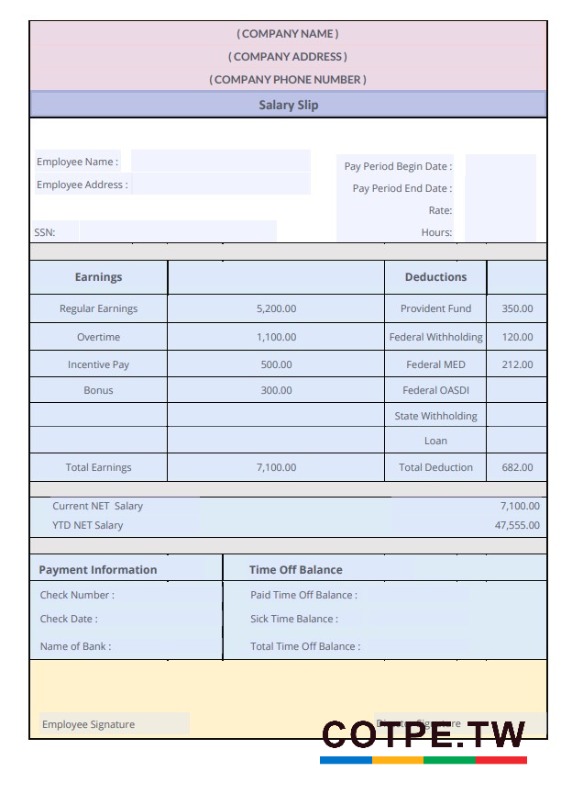 ( COMPANY NAME )
( COMPANY ADDRESS )
( COMPANY PHONE NUMBER )
Salary Slip
Employee Name :
Employee Address :
SSN:
Pay Period Begin Date :
Pay Period End Date :
Rate:
Hours:
Earnings Deductions
Regular Earnings 5,200.00 Provident Fund 350.00
Overtime 1,100.00 Federal Withholding 120.00
Incentive Pay 500.00 Federal MED 212.00
Bonus 300.00 Federal OASDI
State Withholding
Loan
Total Earnings 7,100.00 Total Deduction 682.00
Current NET Salary 7,100.00
YTD NET Salary 47,555.00
Payment Information Time Off Balance
Check Number : Paid Time Off Balance :
Check Date : Sick Time Balance :
Name of Bank : Total Time Off Balance :
Employee Signature
COTPE.TW